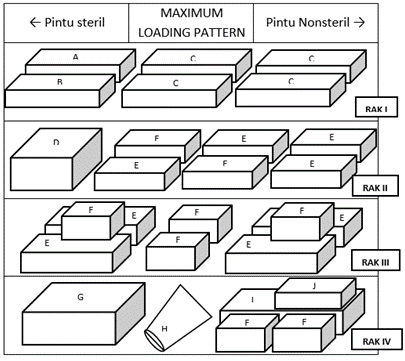 ← Pintu steril MAXIMUM LOADING PATTERN Pintu Nonsteril →
A C C
B C C
RAK I
D F E E
E F E
RAK II
F E F F E
E F E
RAK III
G I J
H F F
RAK IV